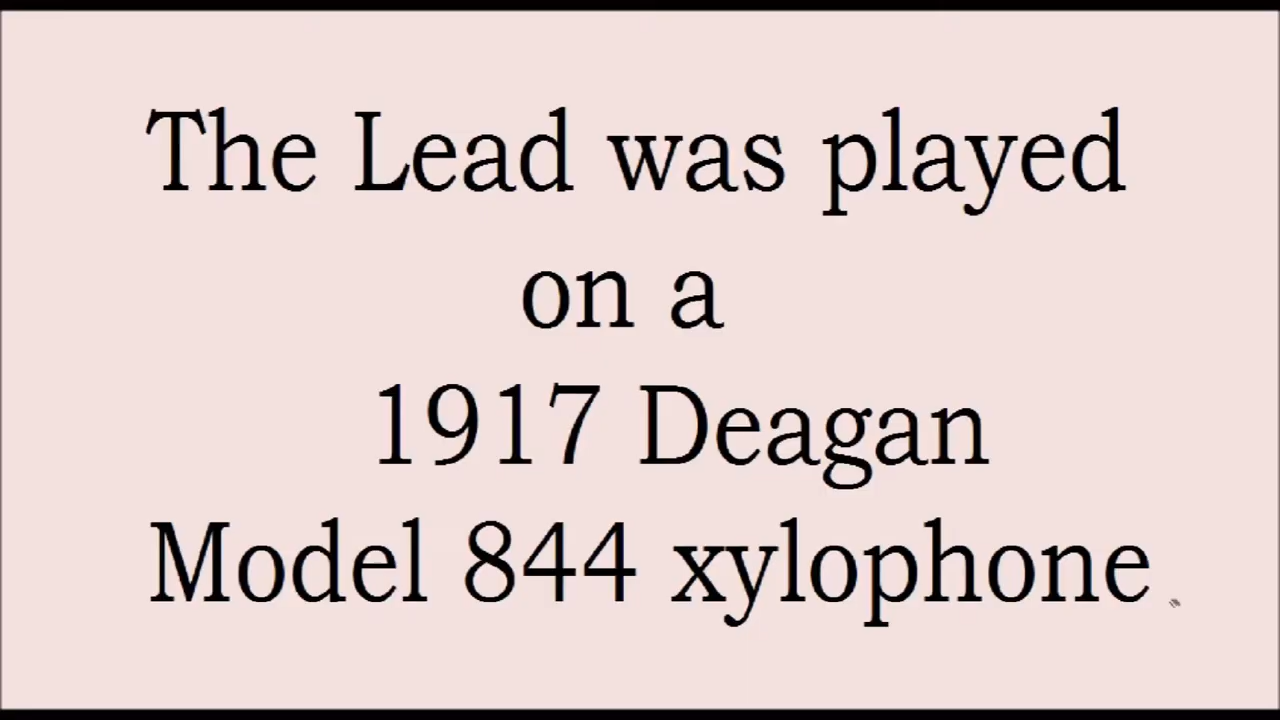 The Lead was played
on a
1917 Deagan
Model 844 xylophone